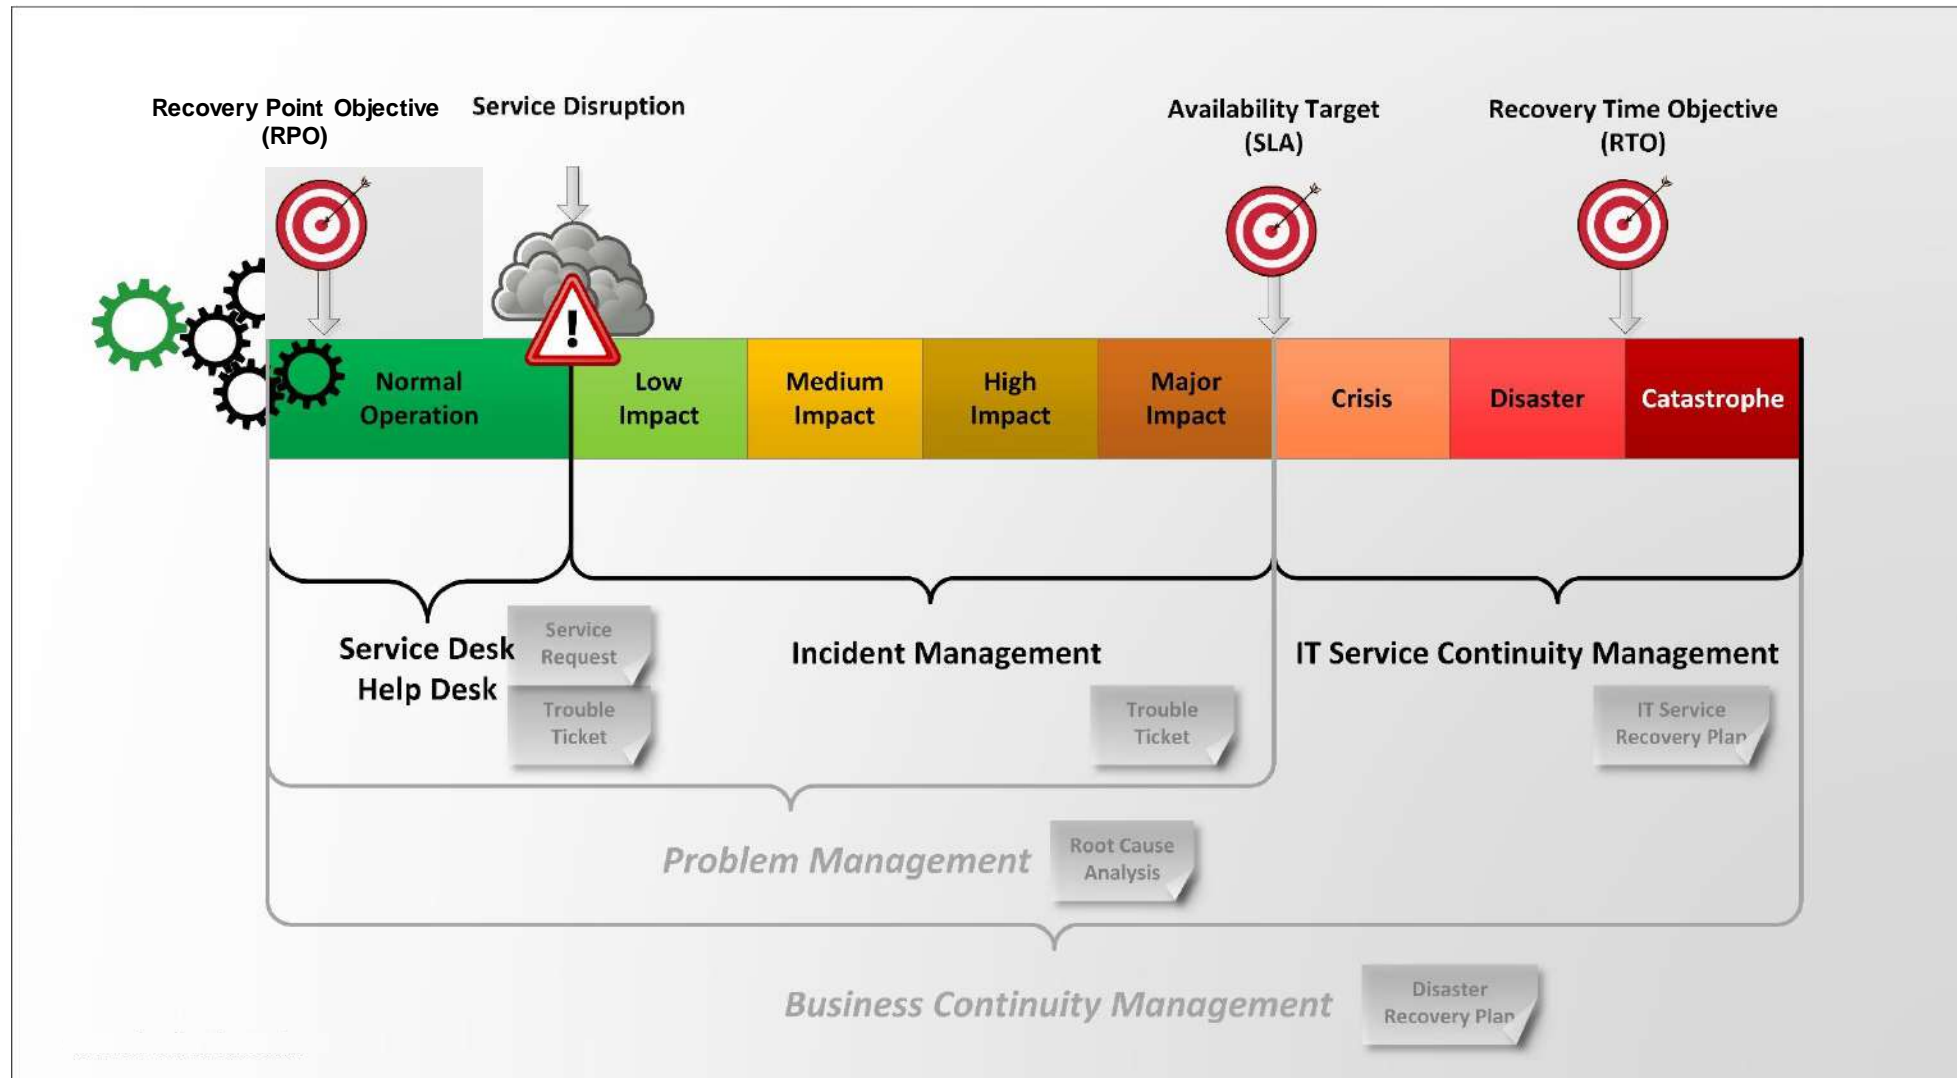 Recovery Point Objective
(RPO)
Service Disruption
Availability Target
(SLA)
Recovery Time Objective
(RTO)
!
Normal
Operation
Low
Impact
Medium
Impact
High
Impact
Major
Impact
Crisis
Disaster
Catastrophe
Service Desk
Help Desk
Service
Request
Trouble
Ticket
Incident Management
Trouble
Ticket
IT Service Continuity Management
IT Service
Recovery Plan
Problem Management
Root Cause
Analysis
Business Continuity Management
Disaster
Recovery Plan